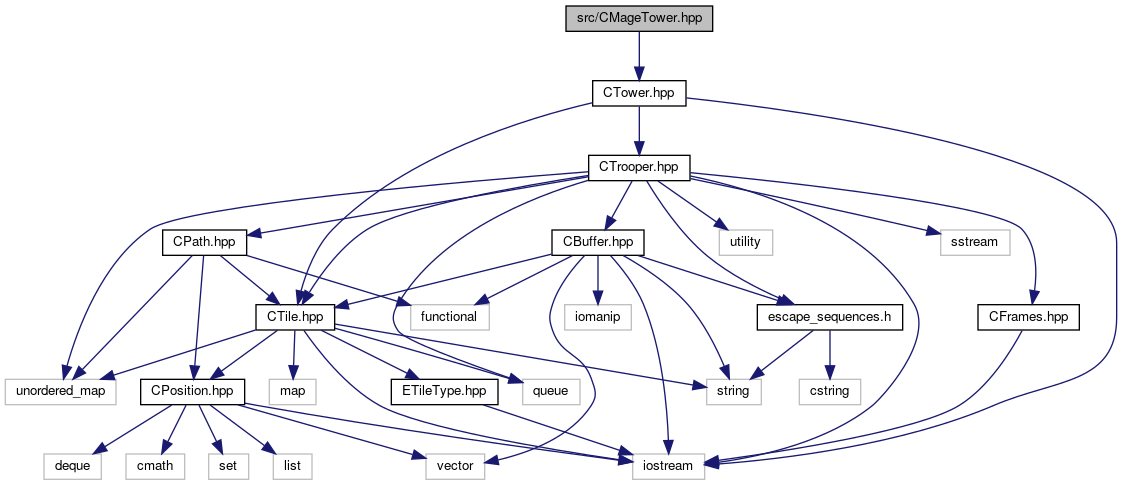 src/CMageTower.hpp
CTower.hpp
CTrooper.hpp
CPath.hpp
CBuffer.hpp
utility
sstream
CTile.hpp
functional
iomanip
escape_sequences.h
CFrames.hpp
unordered_map
CPosition.hpp
map
ETileType.hpp
queue
string
cstring
deque
cmath
set
list
vector
iostream